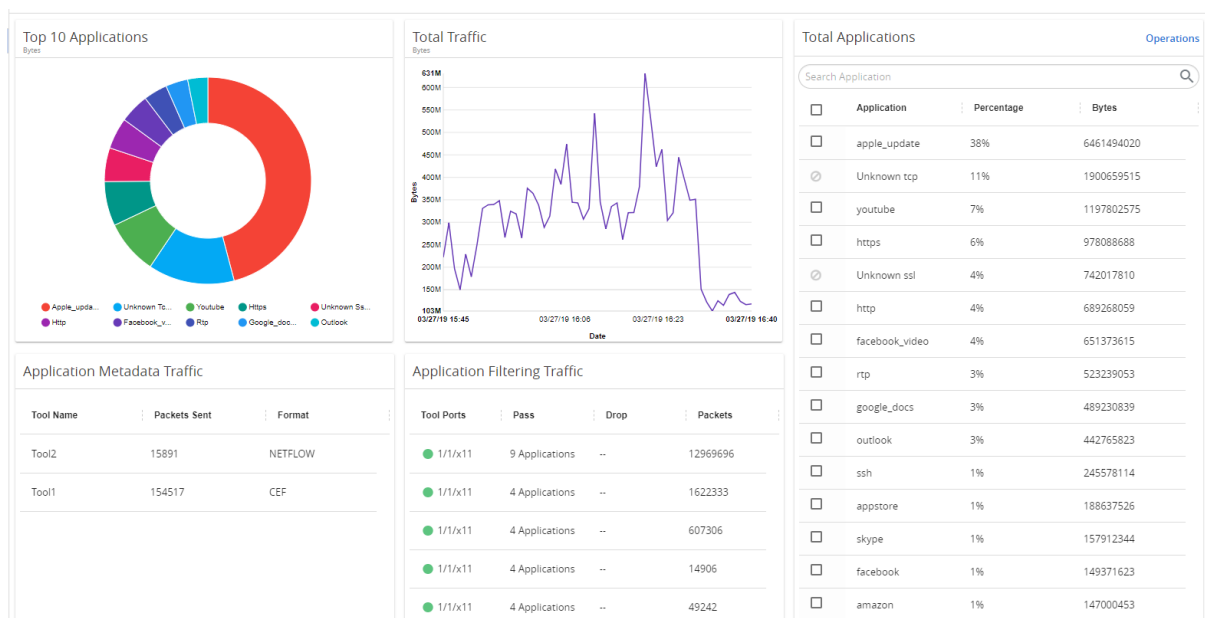 Top 10 Applications
Bytes
Apple_upda... Unknown Tc... Youtube Https Unknown Ss...
Http Facebook_v... Rtp Google_doc... Outlook
Total Traffic
Bytes
631M
600M
550M
500M
450M
400M
350M
300M
250M
200M
150M
103M
Bytes
03/27/19 15:45 03/27/19 16:06 03/27/19 16:23 03/27/19 16:40
Date
Total Applications Operations
Search Application
Application Percentage Bytes
apple_update 38% 6461494020
Unknown tcp 11% 1900659515
youtube 7% 1197802575
https 6% 978088688
Unknown ssl 4% 742017810
http 4% 689268059
facebook_video 4% 651373615
rtp 3% 523239053
google_docs 3% 489230839
outlook 3% 442765823
ssh 1% 245578114
appstore 1% 188637526
skype 1% 157912344
facebook 1% 149371623
amazon 1% 147000453
Application Metadata Traffic
Tool Name Packets Sent Format
Tool2 15891 NETFLOW
Tool1 154517 CEF
Application Filtering Traffic
Tool Ports Pass Drop Packets
1/1/x11 9 Applications -- 12969696
1/1/x11 4 Applications -- 1622333
1/1/x11 4 Applications -- 607306
1/1/x11 4 Applications -- 14906
1/1/x11 4 Applications -- 49242